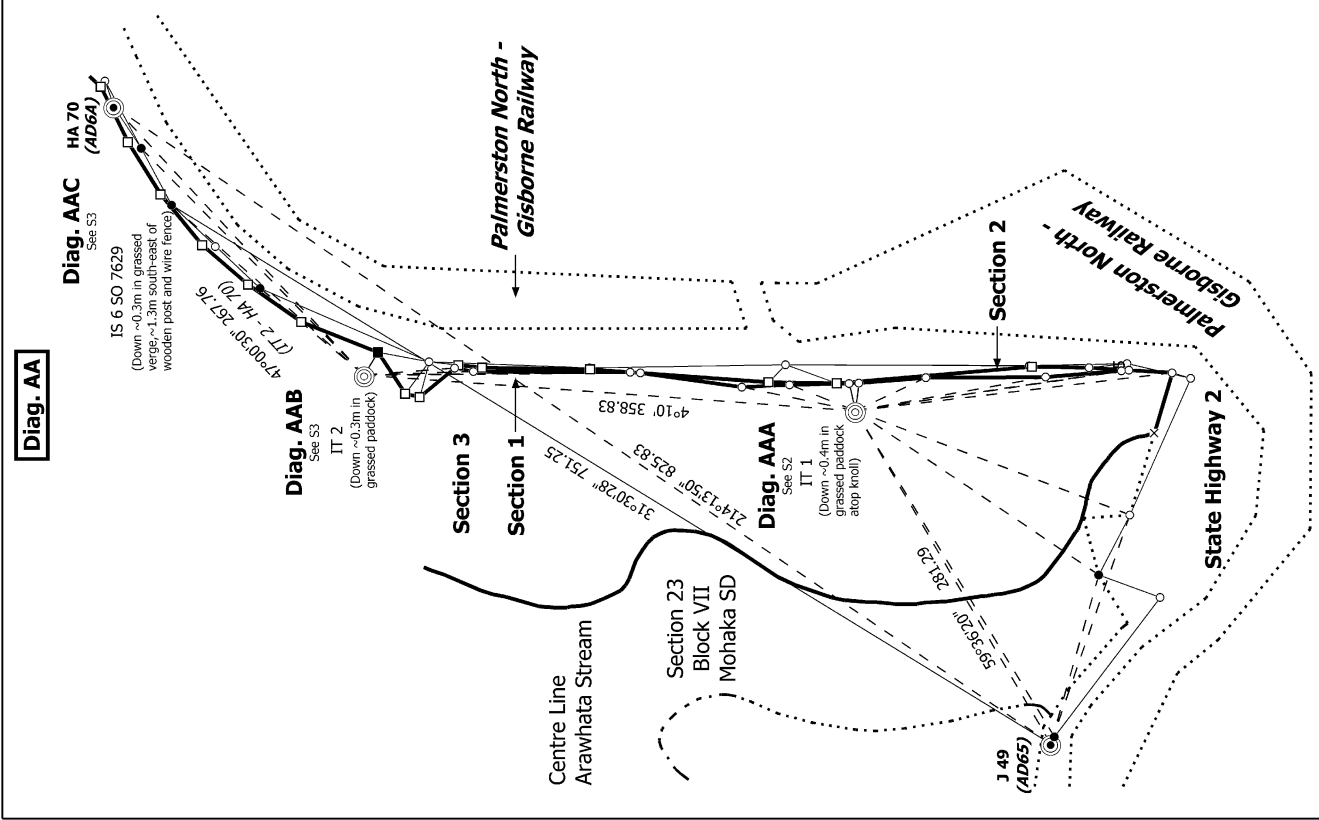 Diag. AA
HA 70
(AD6A)
Diag. AAC
See S3
IS 6 SO 7629
(Down ~0.3m in grassed
verge,~1.3m south-east of
wooden post and wire fence)
47°00'30" 267.76
(IT 2 - HA 70)
Palmerston North -
Gisborne Railway
Diag. AAB
See S3
IT 2
(Down ~0.3m in
grassed paddock)
Section 3
Section 1
4°10' 358.83
31°30'28" 751.25
214°13'50" 825.83
Diag. AAA
See S2
IT 1
(Down ~0.4m in
grassed paddock
atop knoll)
Section 2
Palmerston North -
Gisborne Railway
59°36'20" 281.29
State Highway 2
Section 23
Block VII
Mohaka SD
Centre Line
Arawhata Stream
J 49
(AD65)